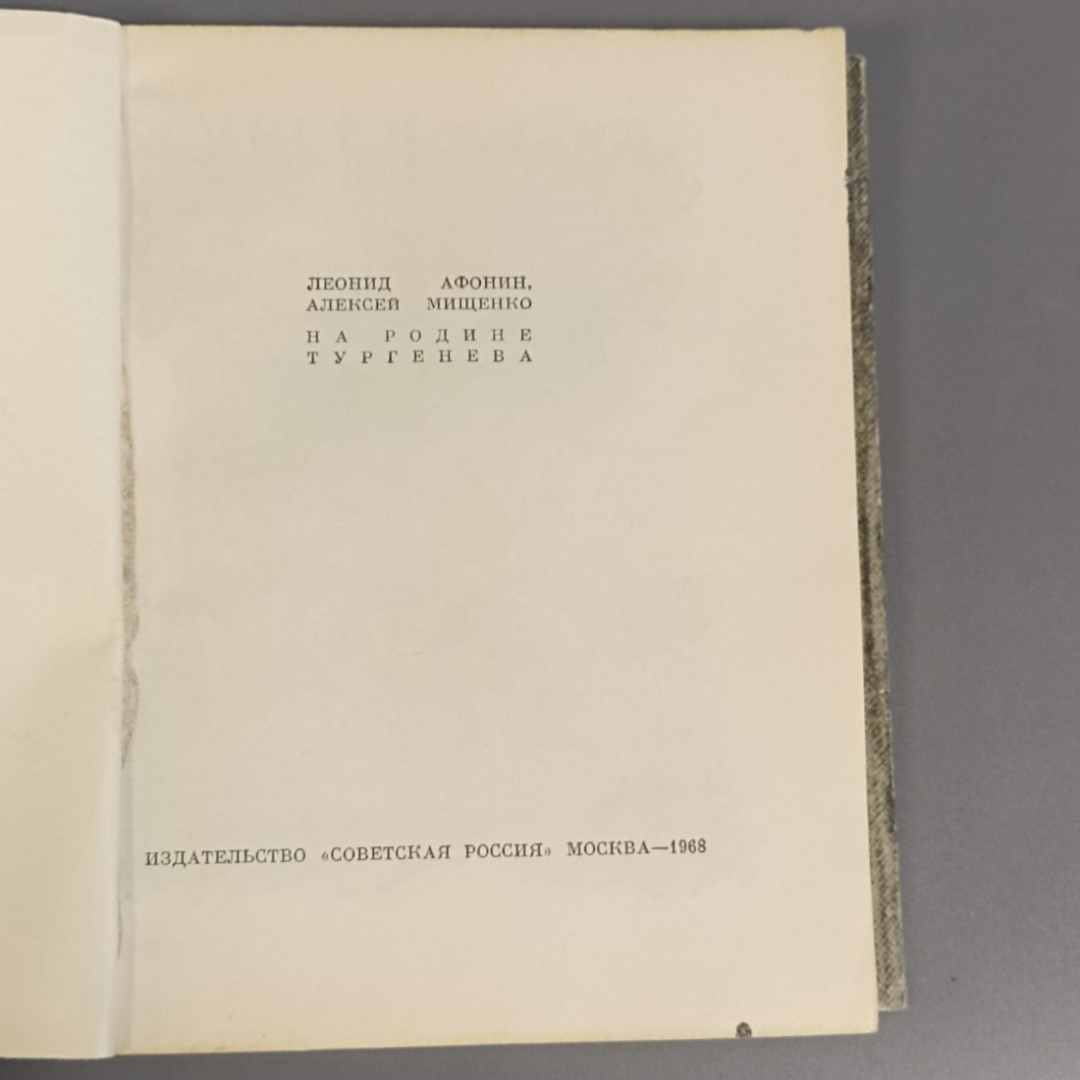 ЛЕОНИД АФОНИН,
АЛЕКСЕЙ МИЩЕНКО
НА РОДИНЕ
ТУРГЕНЕВА
ИЗДАТЕЛЬСТВО «СОВЕТСКАЯ РОССИЯ» МОСКВА—1968